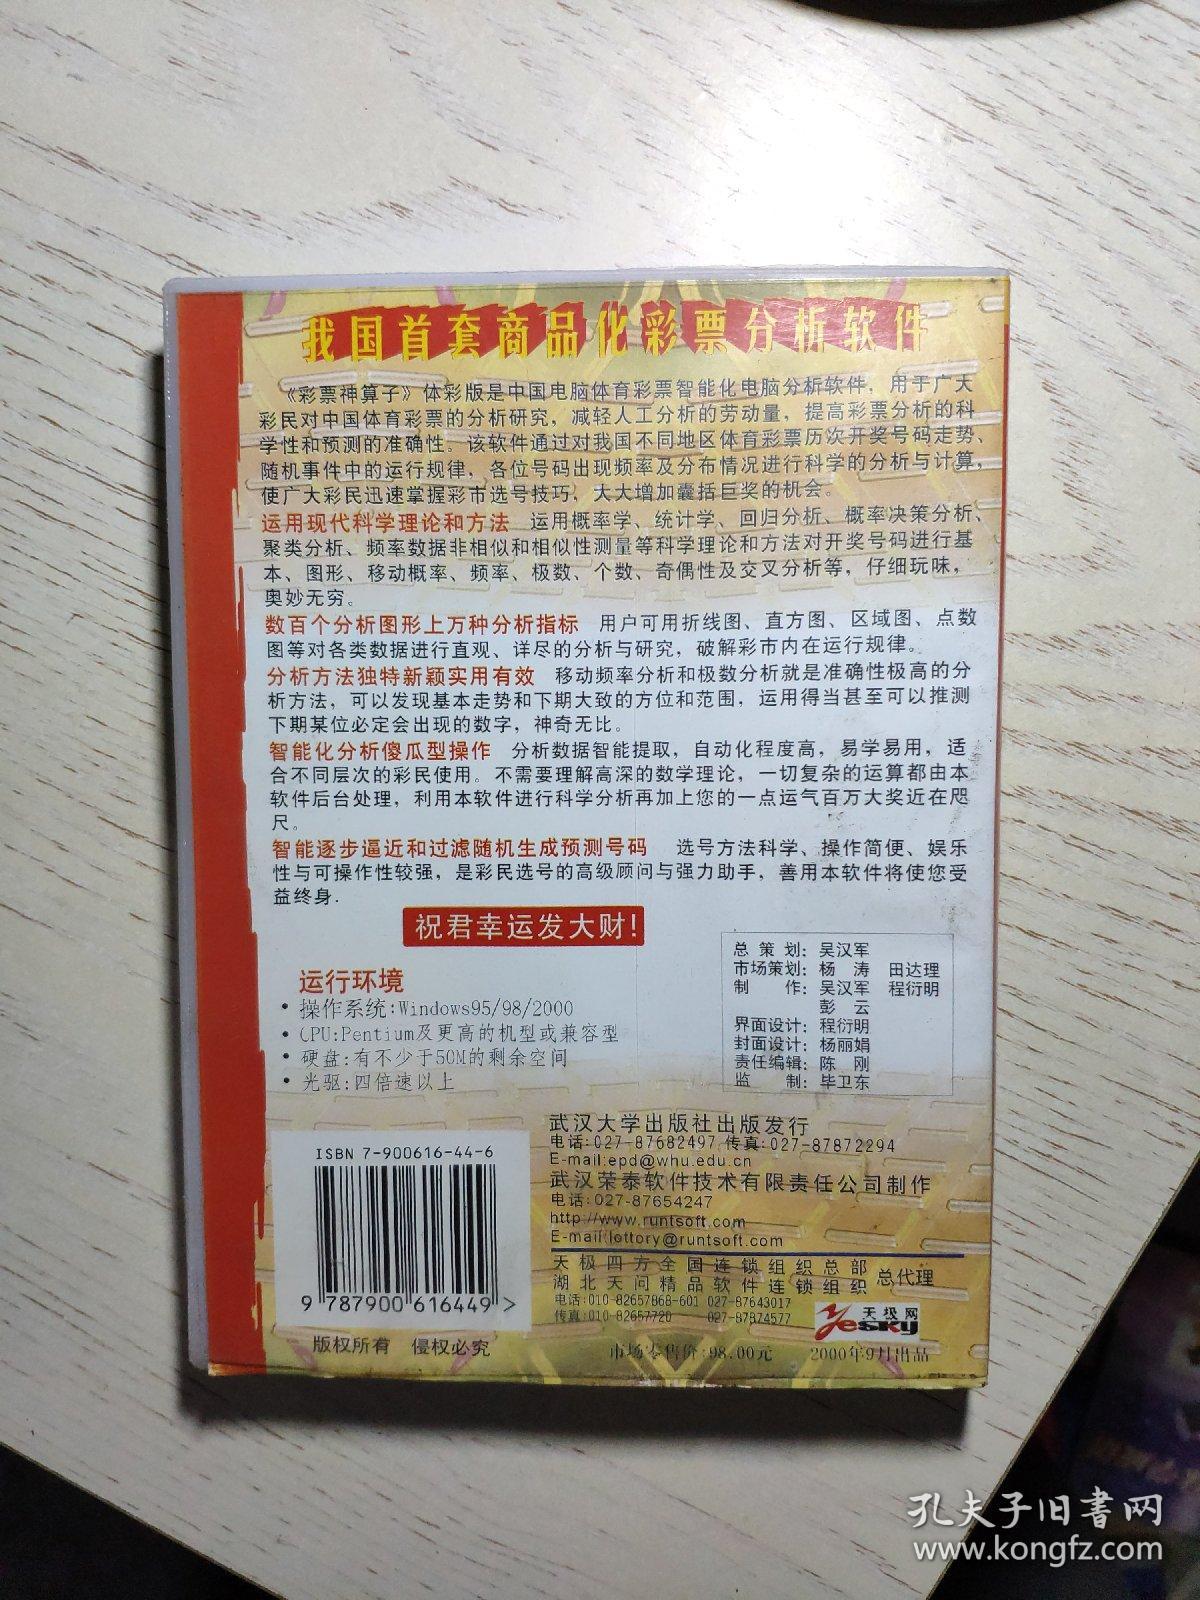 我国首套商品化彩票分析软件
《彩票神算子》体彩版是中国电脑体育彩票智能化电脑分析软件，用于广大
彩民对中国体育彩票的分析研究，减轻人工分析的劳动量，提高彩票分析的科
学性和预测的准确性。该软件通过对我国不同地区体育彩票历次开奖号码走势、
随机事件中的运行规律，各位号码出现频率及分布情况进行科学的分析与计算，
使广大彩民迅速掌握彩市选号技巧，大大增加囊括巨奖的机会。
运用现代科学理论和方法 运用概率学、统计学、回归分析、概率决策分析、
聚类分析、频率数据非相似和相似性测量等科学理论和方法对开奖号码进行基
本、图形、移动概率、频率、极数、个数、奇偶性及交叉分析等，仔细玩味，
奥妙无穷。
数百个分析图形上万种分析指标 用户可用折线图、直方图、区域图、点数
图等对各类数据进行直观、详尽的分析与研究，破解彩市内在运行规律。
分析方法独特新颖实用有效 移动频率分析和极数分析就是准确性极高的分
析方法，可以发现基本走势和下期大致的方位和范围，运用得当甚至可以推测
下期某位必定会出现的数字，神奇无比。
智能化分析傻瓜型操作 分析数据智能提取，自动化程度高，易学易用，适
合不同层次的彩民使用。不需要理解高深的数学理论，一切复杂的运算都由本
软件后台处理，利用本软件进行科学分析再加上您的一点运气百万大奖近在咫
尺。
智能逐步逼近和过滤随机生成预测号码 选号方法科学、操作简便、娱乐
性与可操作性较强，是彩民选号的高级顾问与强力助手，善用本软件将使您受
益终身.
祝君幸运发大财!
运行环境
·操作系统:Windows95/98/2000
·CPU:Pentium及更高的机型或兼容型
·硬盘:有不少于50M的剩余空间
·光驱:四倍速以上
总 策 划: 吴汉军
市场策划: 杨 涛 田达理
制 作: 吴汉军 程衍明
彭 云
界面设计: 程衍明
封面设计: 杨丽娟
责任编辑: 陈 刚
监 制: 毕卫东
ISBN 7-900616-44-6
9 787900 616449 >
版权所有 侵权必究
武汉大学出版社出版发行
电话:027-87682497 传真:027-87872294
E-mail:epd@whu.edu.cn
武汉荣泰软件技术有限责任公司制作
电话:027-87654247
http://www.runtsoft.com
E-mail:lottory@runtsoft.com
天极四方全国连锁组织总部
湖北天问精品软件连锁组织 总代理
电话:010-82657868-601 027-87643017
传真:010-82657720 027-87874577
天极网
Yesky
市场零售价:98.00元 2000年9月出品
孔夫子旧书网
www.kongfz.com